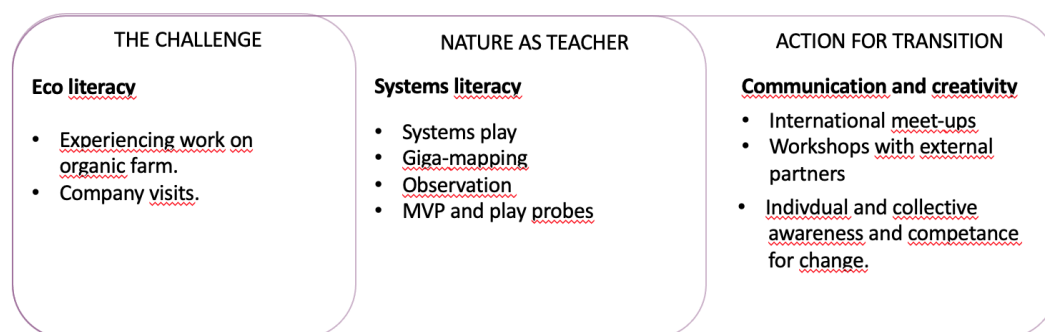 THE CHALLENGE
Eco literacy
• Experiencing work on
organic farm.
• Company visits.
NATURE AS TEACHER
Systems literacy
• Systems play
• Giga-mapping
• Observation
• MVP and play probes
ACTION FOR TRANSITION
Communication and creativity
• International meet-ups
• Workshops with external
partners
• Indivdual and collective
awareness and competance
for change.